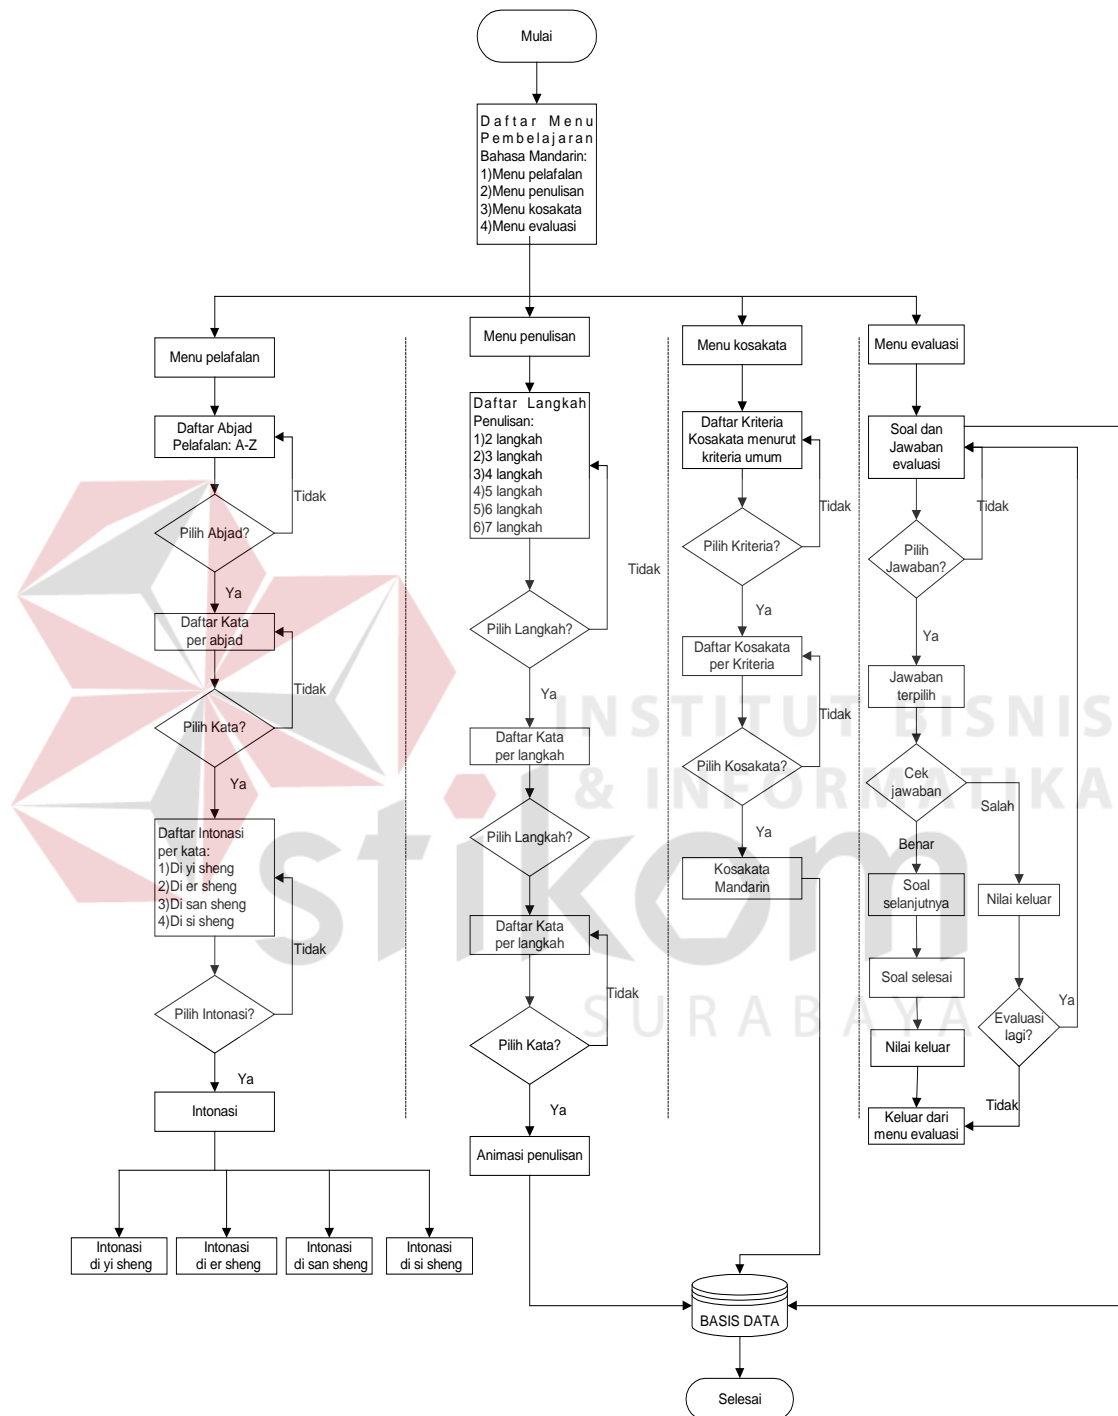 Mulai
Daftar Menu
Pembelajaran
Bahasa Mandarin:
1)Menu pelafalan
2)Menu penulisan
3)Menu kosakata
4)Menu evaluasi
Menu pelafalan
Daftar Abjad
Pelafalan: A-Z
Tidak
Pilih Abjad?
Ya
Daftar Kata
per abjad
Tidak
Pilih Kata?
Ya
Daftar Intonasi
per kata:
1)Di yi sheng
2)Di er sheng
3)Di san sheng
4)Di si sheng
Tidak
Pilih Intonasi?
Ya
Intonasi
Intonasi
di yi sheng
Intonasi
di er sheng
Intonasi
di san sheng
Intonasi
di si sheng
Menu penulisan
Daftar Langkah
Penulisan:
1)2 langkah
2)3 langkah
3)4 langkah
4)5 langkah
5)6 langkah
6)7 langkah
Tidak
Pilih Langkah?
Ya
Daftar Kata
per langkah
Pilih Langkah?
Daftar Kata
per langkah
Tidak
Pilih Kata?
Ya
Animasi penulisan
Menu kosakata
Daftar Kriteria
Kosakata menurut
kriteria umum
Tidak
Pilih Kriteria?
Ya
Daftar Kosakata
per Kriteria
Tidak
Pilih Kosakata?
Ya
Kosakata
Mandarin
Menu evaluasi
Soal dan
Jawaban
evaluasi
Tidak
Pilih
Jawaban?
Ya
Jawaban
terpilih
Cek
jawaban
Salah
Benar
Soal
selanjutnya
Nilai keluar
Soal selesai
Evaluasi
lagi?
Ya
Nilai keluar
Tidak
Keluar dari
menu evaluasi
BASIS DATA
Selesai
INSTITUT BISNIS
& INFORMATIKA
stikom
SURABAYA